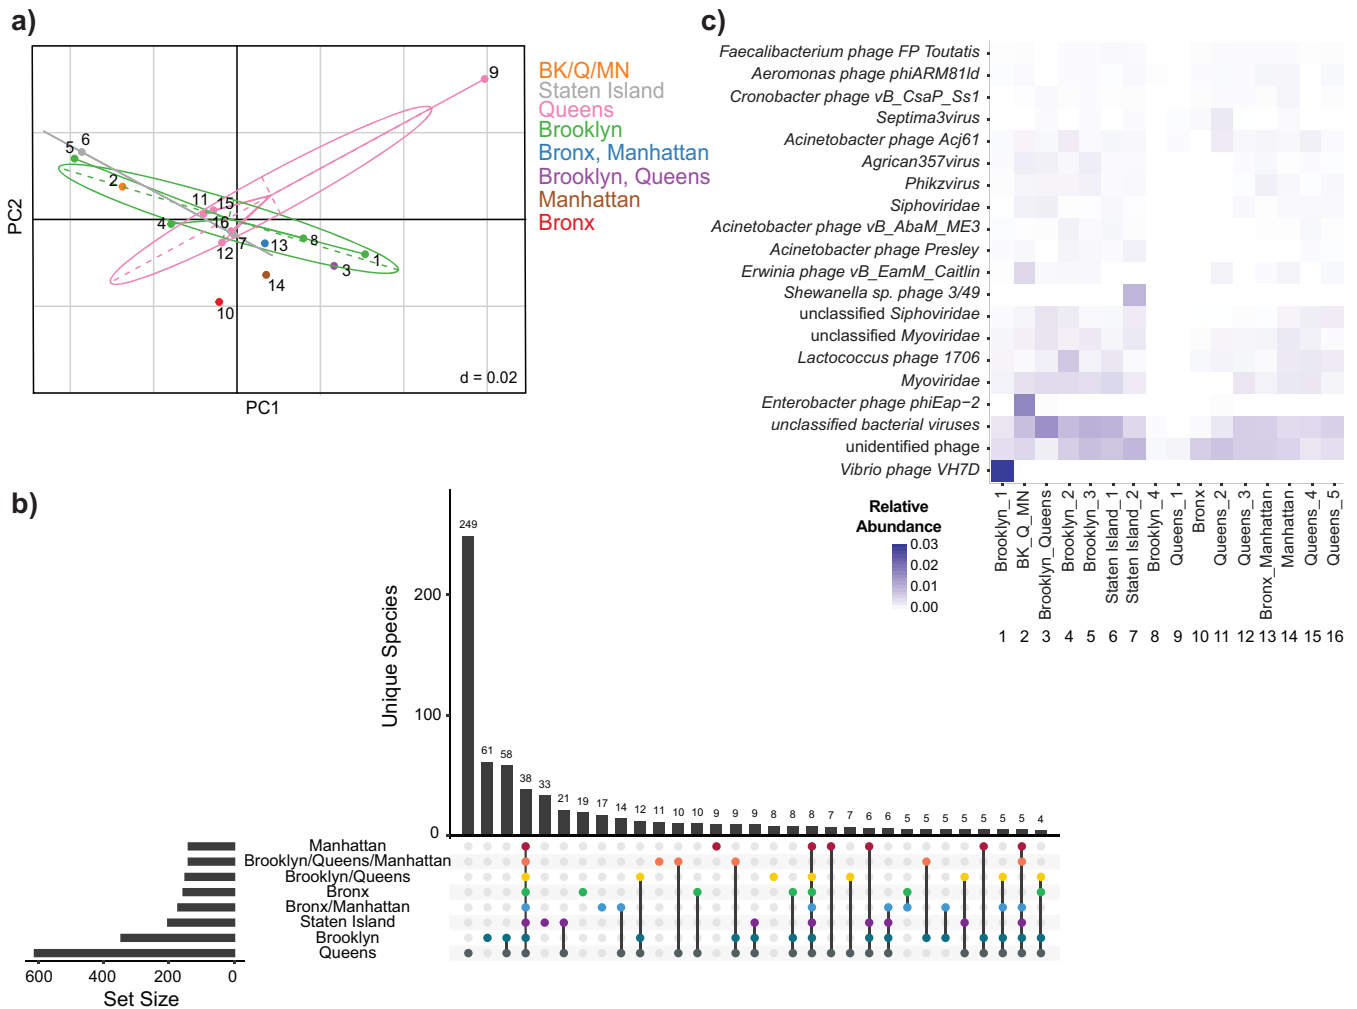 a)
PC2
9
6
5
2
11
15
4
16
7
12
13
8
1
3
14
10
d = 0.02
PC1
BK/Q/MN
Staten Island
Queens
Brooklyn
Bronx, Manhattan
Brooklyn, Queens
Manhattan
Bronx
c)
Faecalibacterium phage FP Toutatis
Aeromonas phage phiARM81ld
Cronobacter phage vB_CsaP_Ss1
Septima3virus
Acinetobacter phage Acj61
Agrican357virus
Phikzvirus
Siphoviridae
Acinetobacter phage vB_AbaM_ME3
Acinetobacter phage Presley
Erwinia phage vB_EamM_Caitlin
Shewanella sp. phage 3/49
unclassified Siphoviridae
unclassified Myoviridae
Lactococcus phage 1706
Myoviridae
Enterobacter phage phiEap−2
unclassified bacterial viruses
unidentified phage
Vibrio phage VH7D
Relative
Abundance
0.03
0.02
0.01
0.00
Brooklyn_1
BK_Q_MN
Brooklyn_Queens
Brooklyn_2
Brooklyn_3
Staten Island_1
Staten Island_2
Brooklyn_4
Queens_1
Bronx
Queens_2
Queens_3
Bronx_Manhattan
Manhattan
Queens_4
Queens_5
1 2 3 4 5 6 7 8 9 10 11 12 13 14 15 16
b)
Unique Species
200
100
0
249 61 58 38 33 21 19 17 14 12 11 10 10 9 9 9 8 8 8 7 7 6 6 5 5 5 5 5 5 5 4
Manhattan
Brooklyn/Queens/Manhattan
Brooklyn/Queens
Bronx
Bronx/Manhattan
Staten Island
Brooklyn
Queens
600 400 200 0
Set Size